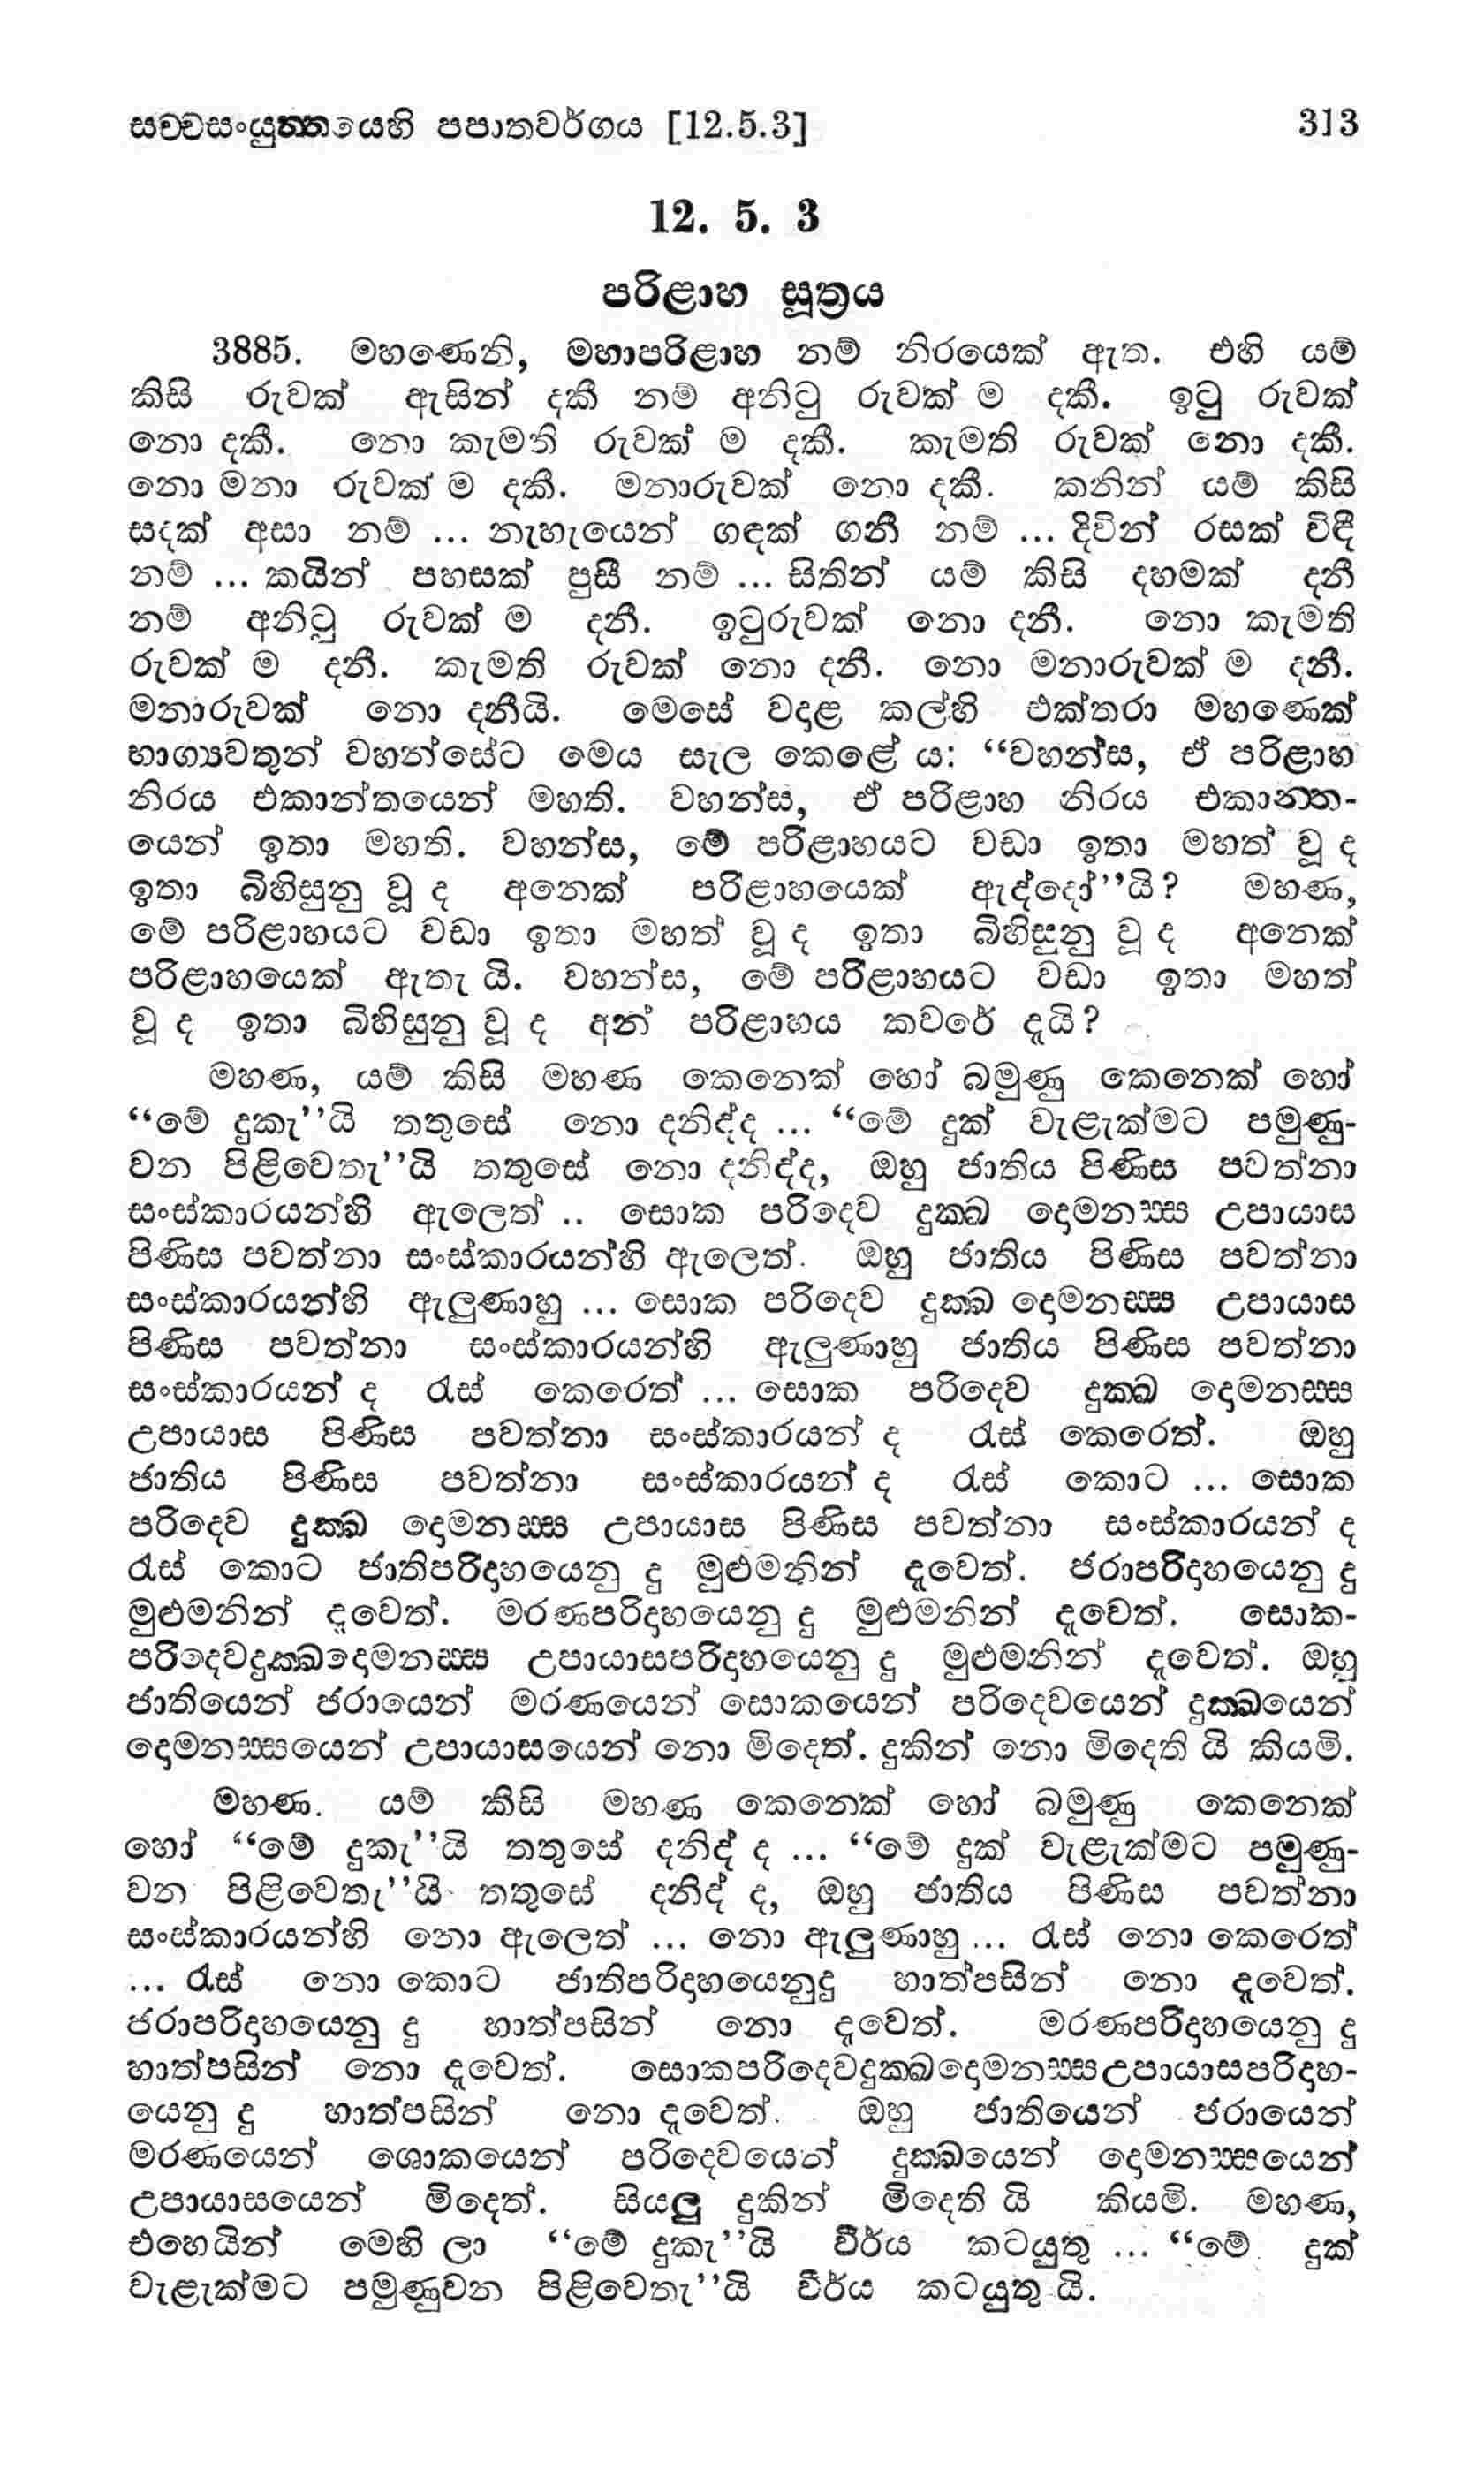 සච්චසංයුත්තයෙහි පපාතවර්ගය [12.5.3] 313
12. 5. 3
පරිළාහ සූත්‍රය
3885. මහණෙනි, මහාපරිළාහ නම් නිරයෙක් ඇත. එහි යම්
කිසි රුවක් ඇසින් දකී නම් අනිටු රුවක් ම දකී. ඉටු රුවක්
නො දකී. නො කැමති රුවක් ම දකී. කැමති රුවක් නො දකී.
නො මනා රුවක් ම දකී. මනාරුවක් නො දකී. කනින් යම් කිසි
සදක් අසා නම් ... නැහැයෙන් ගඳක් ගනී නම් ... දිවින් රසක් විඳී
නම් ... කයින් පහසක් පුසී නම් ... සිතින් යම් කිසි දහමක් දනී
නම් අනිටු රුවක් ම දනී. ඉටුරුවක් නො දනී. නො කැමති
රුවක් ම දනී. කැමති රුවක් නො දනී. නො මනාරුවක් ම දනී.
මනාරුවක් නො දනීයි. මෙසේ වදාළ කල්හි එක්තරා මහණෙක්
භාග්‍යවතුන් වහන්සේට මෙය සැල කෙළේ ය: “වහන්ස, ඒ පරිළාහ
නිරය එකාන්තයෙන් මහති. වහන්ස, ඒ පරිළාහ නිරය එකාන්ත-
යෙන් ඉතා මහති. වහන්ස, මේ පරිළාහයට වඩා ඉතා මහත් වූ ද
ඉතා බිහිසුනු වූ ද අනෙක් පරිළාහයෙක් ඇද්දෝ”යි? මහණ,
මේ පරිළාහයට වඩා ඉතා මහත් වූ ද ඉතා බිහිසුනු වූ ද අනෙක්
පරිළාහයෙක් ඇතැ යි. වහන්ස, මේ පරිළාහයට වඩා ඉතා මහත්
වූ ද ඉතා බිහිසුනු වූ ද අන් පරිළාහය කවරේ දැයි?
මහණ, යම් කිසි මහණ කෙනෙක් හෝ බමුණු කෙනෙක් හෝ
“මේ දුකැ”යි තතුසේ නො දනිද්ද ... “මේ දුක් වැළැක්මට පමුණු-
වන පිළිවෙතැ”යි තතුසේ නො දනිද්ද, ඔහු ජාතිය පිණිස පවත්නා
සංස්කාරයන්හි ඇලෙත් .. සොක පරිදෙව දුක්ඛ දොමනස්ස උපායාස
පිණිස පවත්නා සංස්කාරයන්හි ඇලෙත්. ඔහු ජාතිය පිණිස පවත්නා
සංස්කාරයන්හි ඇලුණාහු ... සොක පරිදෙව දුක්ඛ දොමනස්ස උපායාස
පිණිස පවත්නා සංස්කාරයන්හි ඇලුණාහු ජාතිය පිණිස පවත්නා
සංස්කාරයන් ද රැස් කෙරෙත් ... සොක පරිදෙව දුක්ඛ දොමනස්ස
උපායාස පිණිස පවත්නා සංස්කාරයන් ද රැස් කෙරෙත්. ඔහු
ජාතිය පිණිස පවත්නා සංස්කාරයන් ද රැස් කොට ... සොක
පරිදෙව දුක්ඛ දොමනස්ස උපායාස පිණිස පවත්නා සංස්කාරයන් ද
රැස් කොට ජාතිපරිදාහයෙනු දු මුළුමනින් දැවෙත්. ජරාපරිදාහයෙනු දු
මුළුමනින් දැවෙත්. මරණපරිදාහයෙනු දු මුළුමනින් දැවෙත්. සොක-
පරිදෙවදුක්ඛදොමනස්ස උපායාසපරිදාහයෙනු දු මුළුමනින් දැවෙත්. ඔහු
ජාතියෙන් ජරායෙන් මරණයෙන් සොකයෙන් පරිදෙවයෙන් දුක්ඛයෙන්
දොමනස්සයෙන් උපායාසයෙන් නො මිදෙත්. දුකින් නො මිදෙති යි කියමි.
මහණ. යම් කිසි මහණ කෙනෙක් හෝ බමුණු කෙනෙක්
හෝ “මේ දුකැ”යි තතුසේ දනිද් ද ... “මේ දුක් වැළැක්මට පමුණු-
වන පිළිවෙතැ”යි තතුසේ දනිද් ද, ඔහු ජාතිය පිණිස පවත්නා
සංස්කාරයන්හි නො ඇලෙත් ... නො ඇලුණාහු ... රැස් නො කෙරෙත්
... රැස් නො කොට ජාතිපරිදාහයෙනුදු හාත්පසින් නො දැවෙත්.
ජරාපරිදාහයෙනු දු හාත්පසින් නො දැවෙත්. මරණපරිදාහයෙනු දු
හාත්පසින් නො දැවෙත්. සොකපරිදෙවදුක්ඛදොමනස්සඋපායාසපරිදාහ-
යෙනු දු හාත්පසින් නො දැවෙත්. ඔහු ජාතියෙන් ජරායෙන්
මරණයෙන් ශොකයෙන් පරිදෙවයෙන් දුක්ඛයෙන් දොමනස්සයෙන්
උපායාසයෙන් මිදෙත්. සියලු දුකින් මිදෙති යි කියමි. මහණ,
එහෙයින් මෙහි ලා “මේ දුකැ”යි වීර්ය කටයුතු ... “මේ දුක්
වැළැක්මට පමුණුවන පිළිවෙතැ”යි වීර්ය කටයුතු යි.